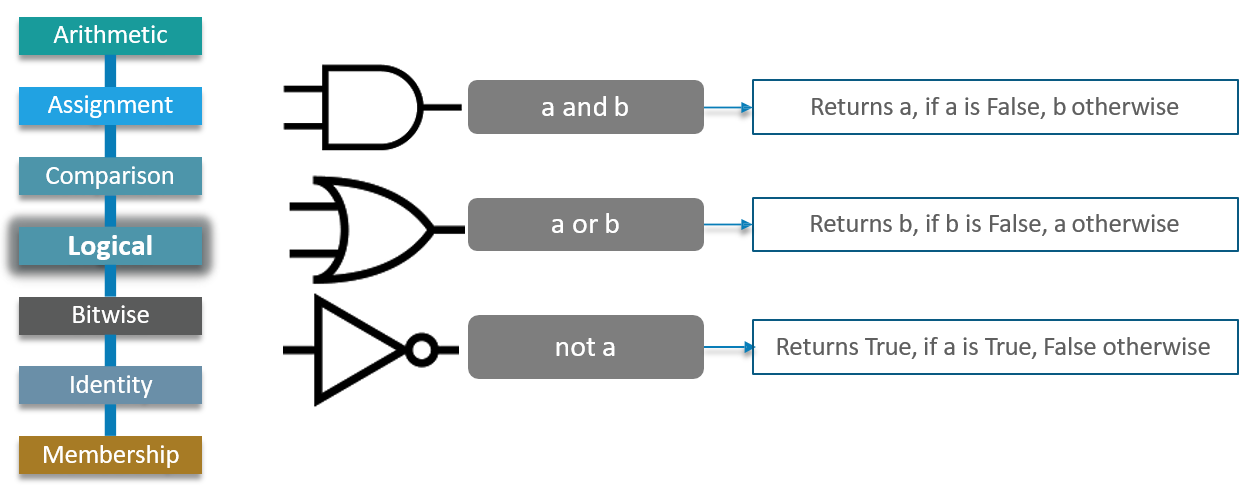 Arithmetic
Assignment
Comparison
Logical
Bitwise
Identity
Membership
a and b
Returns a, if a is False, b otherwise
a or b
Returns b, if b is False, a otherwise
not a
Returns True, if a is True, False otherwise